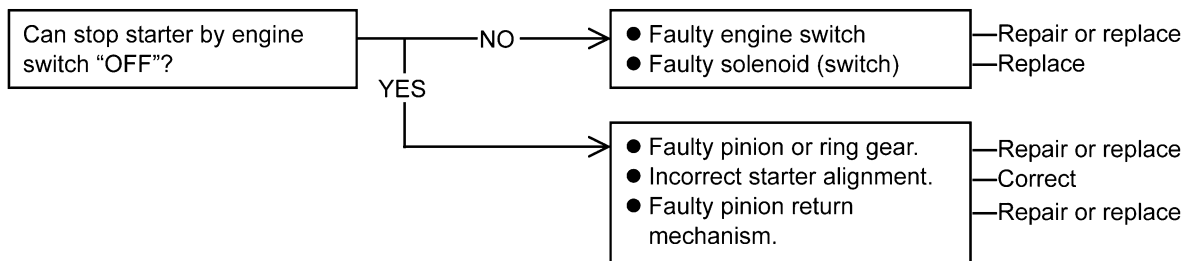 Can stop starter by engine
switch “OFF”?
NO
YES
● Faulty engine switch
● Faulty solenoid (switch)
Repair or replace
Replace
● Faulty pinion or ring gear.
● Incorrect starter alignment.
● Faulty pinion return
mechanism.
Repair or replace
Correct
Repair or replace